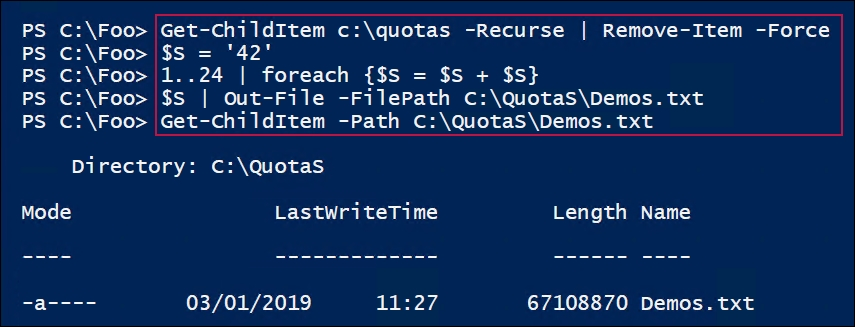 PS C:\Foo> Get-ChildItem c:\quotas -Recurse | Remove-Item -Force
PS C:\Foo> $S = '42'
PS C:\Foo> 1..24 | foreach {$S = $S + $S}
PS C:\Foo> $S | Out-File -FilePath C:\QuotaS\Demos.txt
PS C:\Foo> Get-ChildItem -Path C:\QuotaS\Demos.txt
Directory: C:\QuotaS
Mode LastWriteTime Length Name
---- ------------- ------ ----
-a---- 03/01/2019 11:27 67108870 Demos.txt